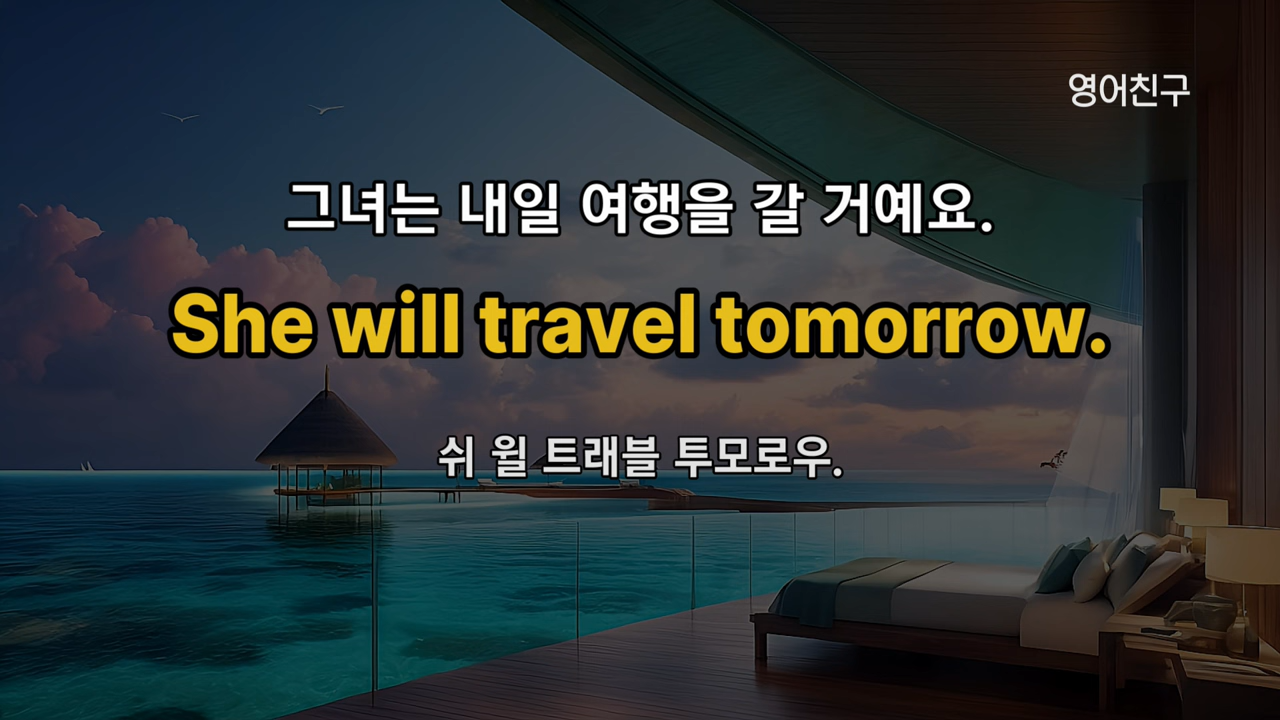 영어친구
그녀는 내일 여행을 갈 거예요.
She will travel tomorrow.
쉬 윌 트래블 투모로우.